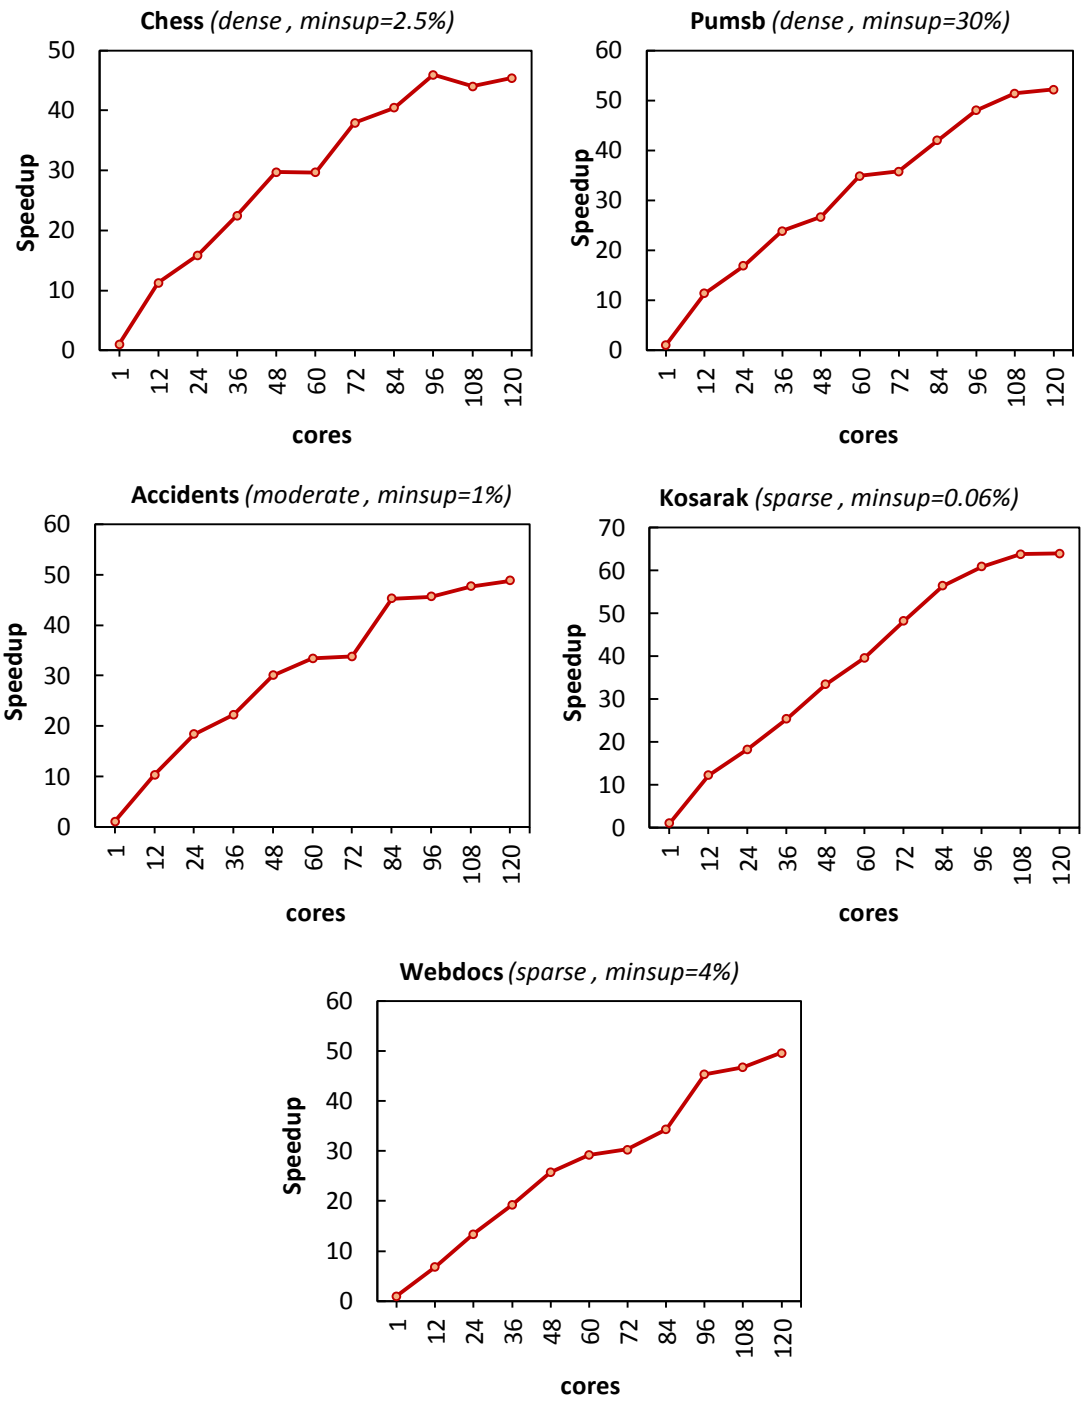 Chess (dense , minsup=2.5%)
50
40
30
20
10
0
Speedup
1 12 24 36 48 60 72 84 96 108 120
cores
Pumsb (dense , minsup=30%)
60
50
40
30
20
10
0
Speedup
1 12 24 36 48 60 72 84 96 108 120
cores
Accidents (moderate , minsup=1%)
60
50
40
30
20
10
0
Speedup
1 12 24 36 48 60 72 84 96 108 120
cores
Kosarak (sparse , minsup=0.06%)
70
60
50
40
30
20
10
0
Speedup
1 12 24 36 48 60 72 84 96 108 120
cores
Webdocs (sparse , minsup=4%)
60
50
40
30
20
10
0
Speedup
1 12 24 36 48 60 72 84 96 108 120
cores